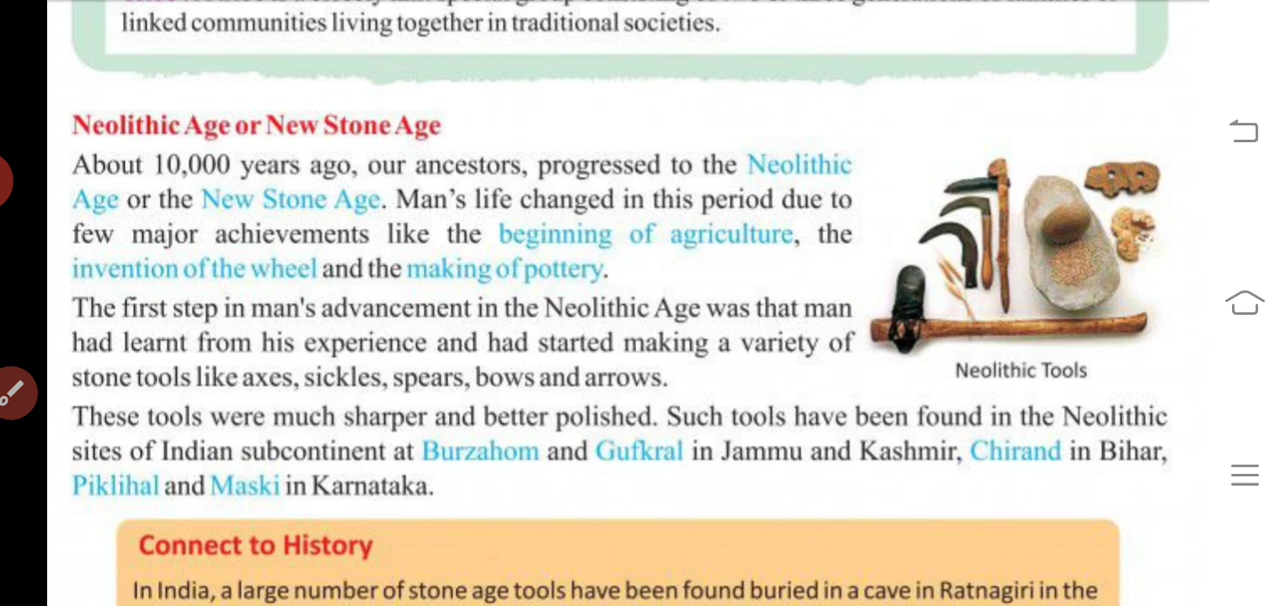 linked communities living together in traditional societies.
Neolithic Age or New Stone Age
About 10,000 years ago, our ancestors, progressed to the Neolithic
Age or the New Stone Age. Man’s life changed in this period due to
few major achievements like the beginning of agriculture, the
invention of the wheel and the making of pottery.
The first step in man's advancement in the Neolithic Age was that man
had learnt from his experience and had started making a variety of
stone tools like axes, sickles, spears, bows and arrows.
Neolithic Tools
These tools were much sharper and better polished. Such tools have been found in the Neolithic
sites of Indian subcontinent at Burzahom and Gufkral in Jammu and Kashmir, Chirand in Bihar,
Piklihal and Maski in Karnataka.
Connect to History
In India, a large number of stone age tools have been found buried in a cave in Ratnagiri in the